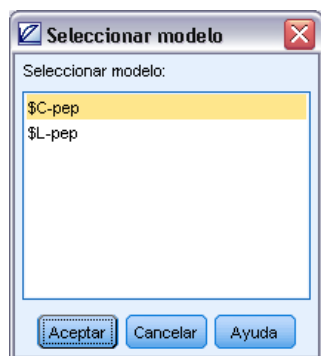 Seleccionar modelo
Seleccionar modelo:
$C-pep
$L-pep
Aceptar Cancelar Ayuda